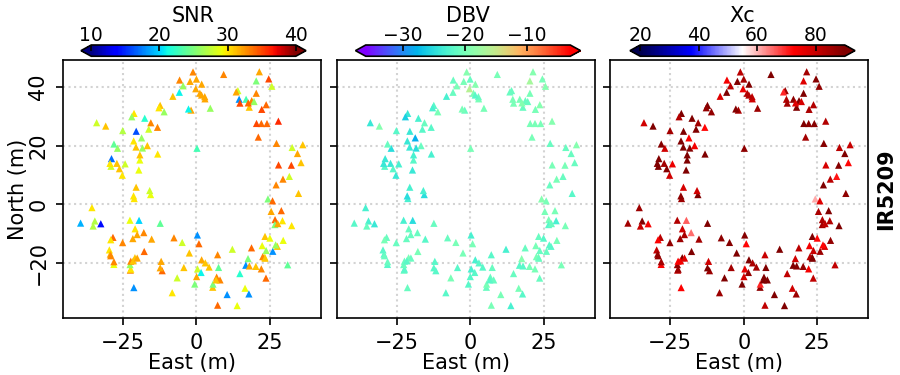 SNR DBV Xc
10 20 30 40 −30 −20 −10 20 40 60 80
40
20
0
−20
North (m)
IR5209
−25 0 25 −25 0 25 −25 0 25
East (m) East (m) East (m)